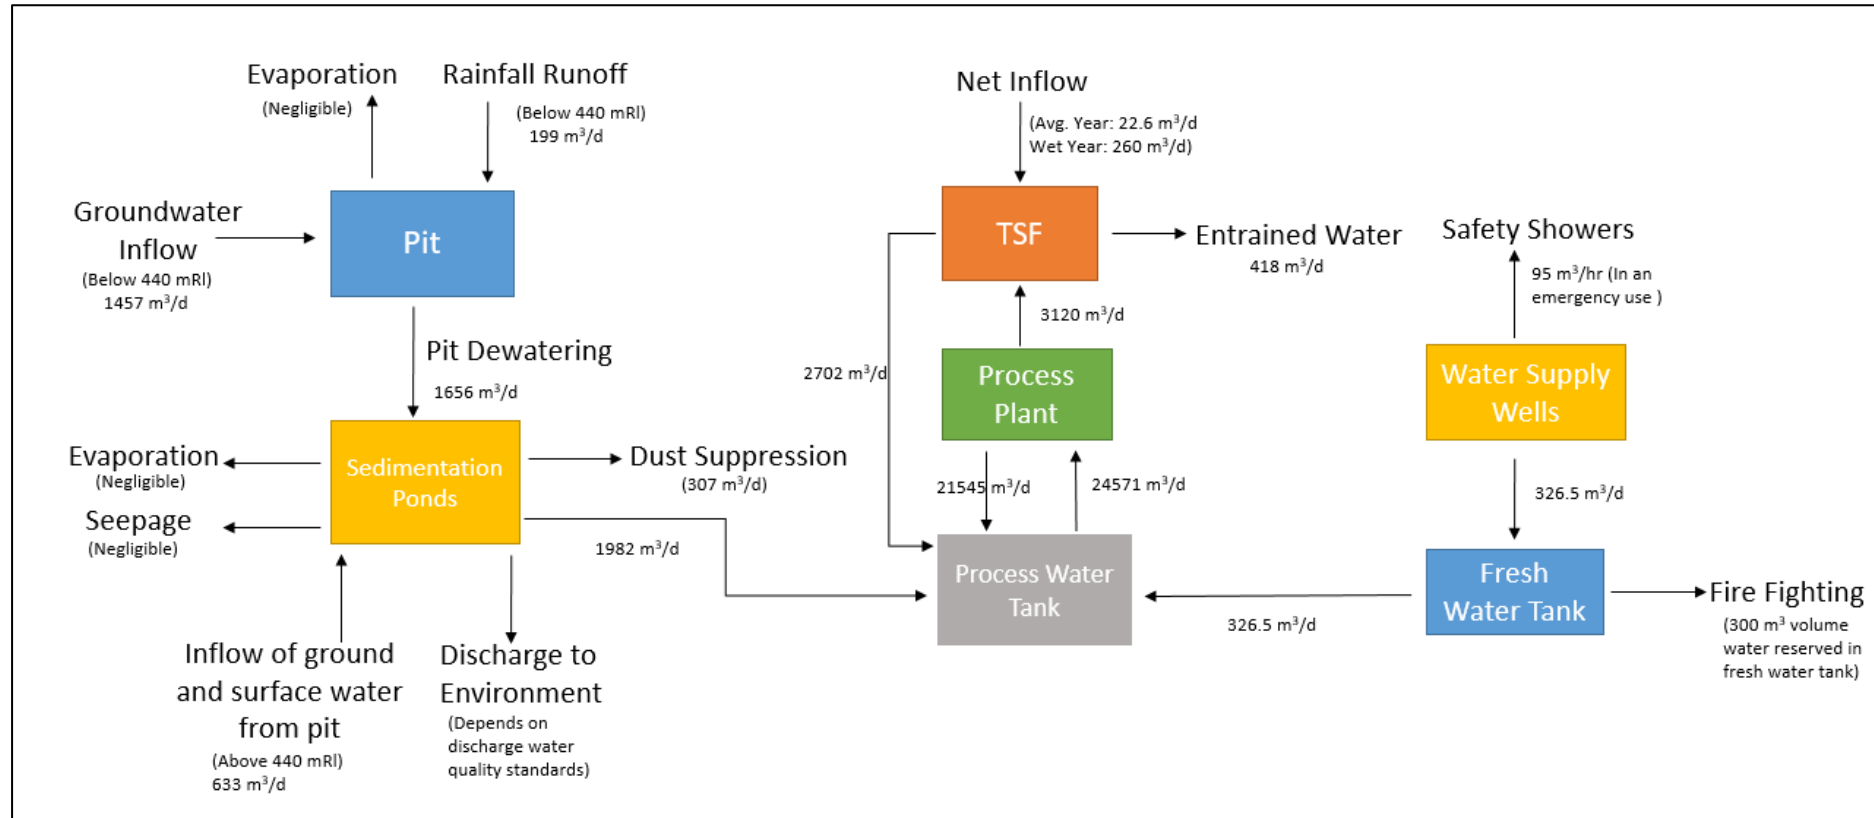 Evaporation
(Negligible)
Rainfall Runoff
(Below 440 mRl)
199 m³/d
Groundwater
Inflow
(Below 440 mRl)
1457 m³/d
Pit
Pit Dewatering
1656 m³/d
Evaporation
(Negligible)
Seepage
(Negligible)
Sedimentation
Ponds
Dust Suppression
(307 m³/d)
1982 m³/d
Inflow of ground
and surface water
from pit
(Above 440 mRl)
633 m³/d
Discharge to
Environment
(Depends on
discharge water
quality standards)
Net Inflow
(Avg. Year: 22.6 m³/d
Wet Year: 260 m³/d)
TSF
Entrained Water
418 m³/d
3120 m³/d
2702 m³/d
Process
Plant
21545 m³/d
24571 m³/d
Process Water
Tank
Safety Showers
95 m³/hr (In an
emergency use )
Water Supply
Wells
326.5 m³/d
Fresh
Water Tank
326.5 m³/d
Fire Fighting
(300 m³ volume
water reserved in
fresh water tank)